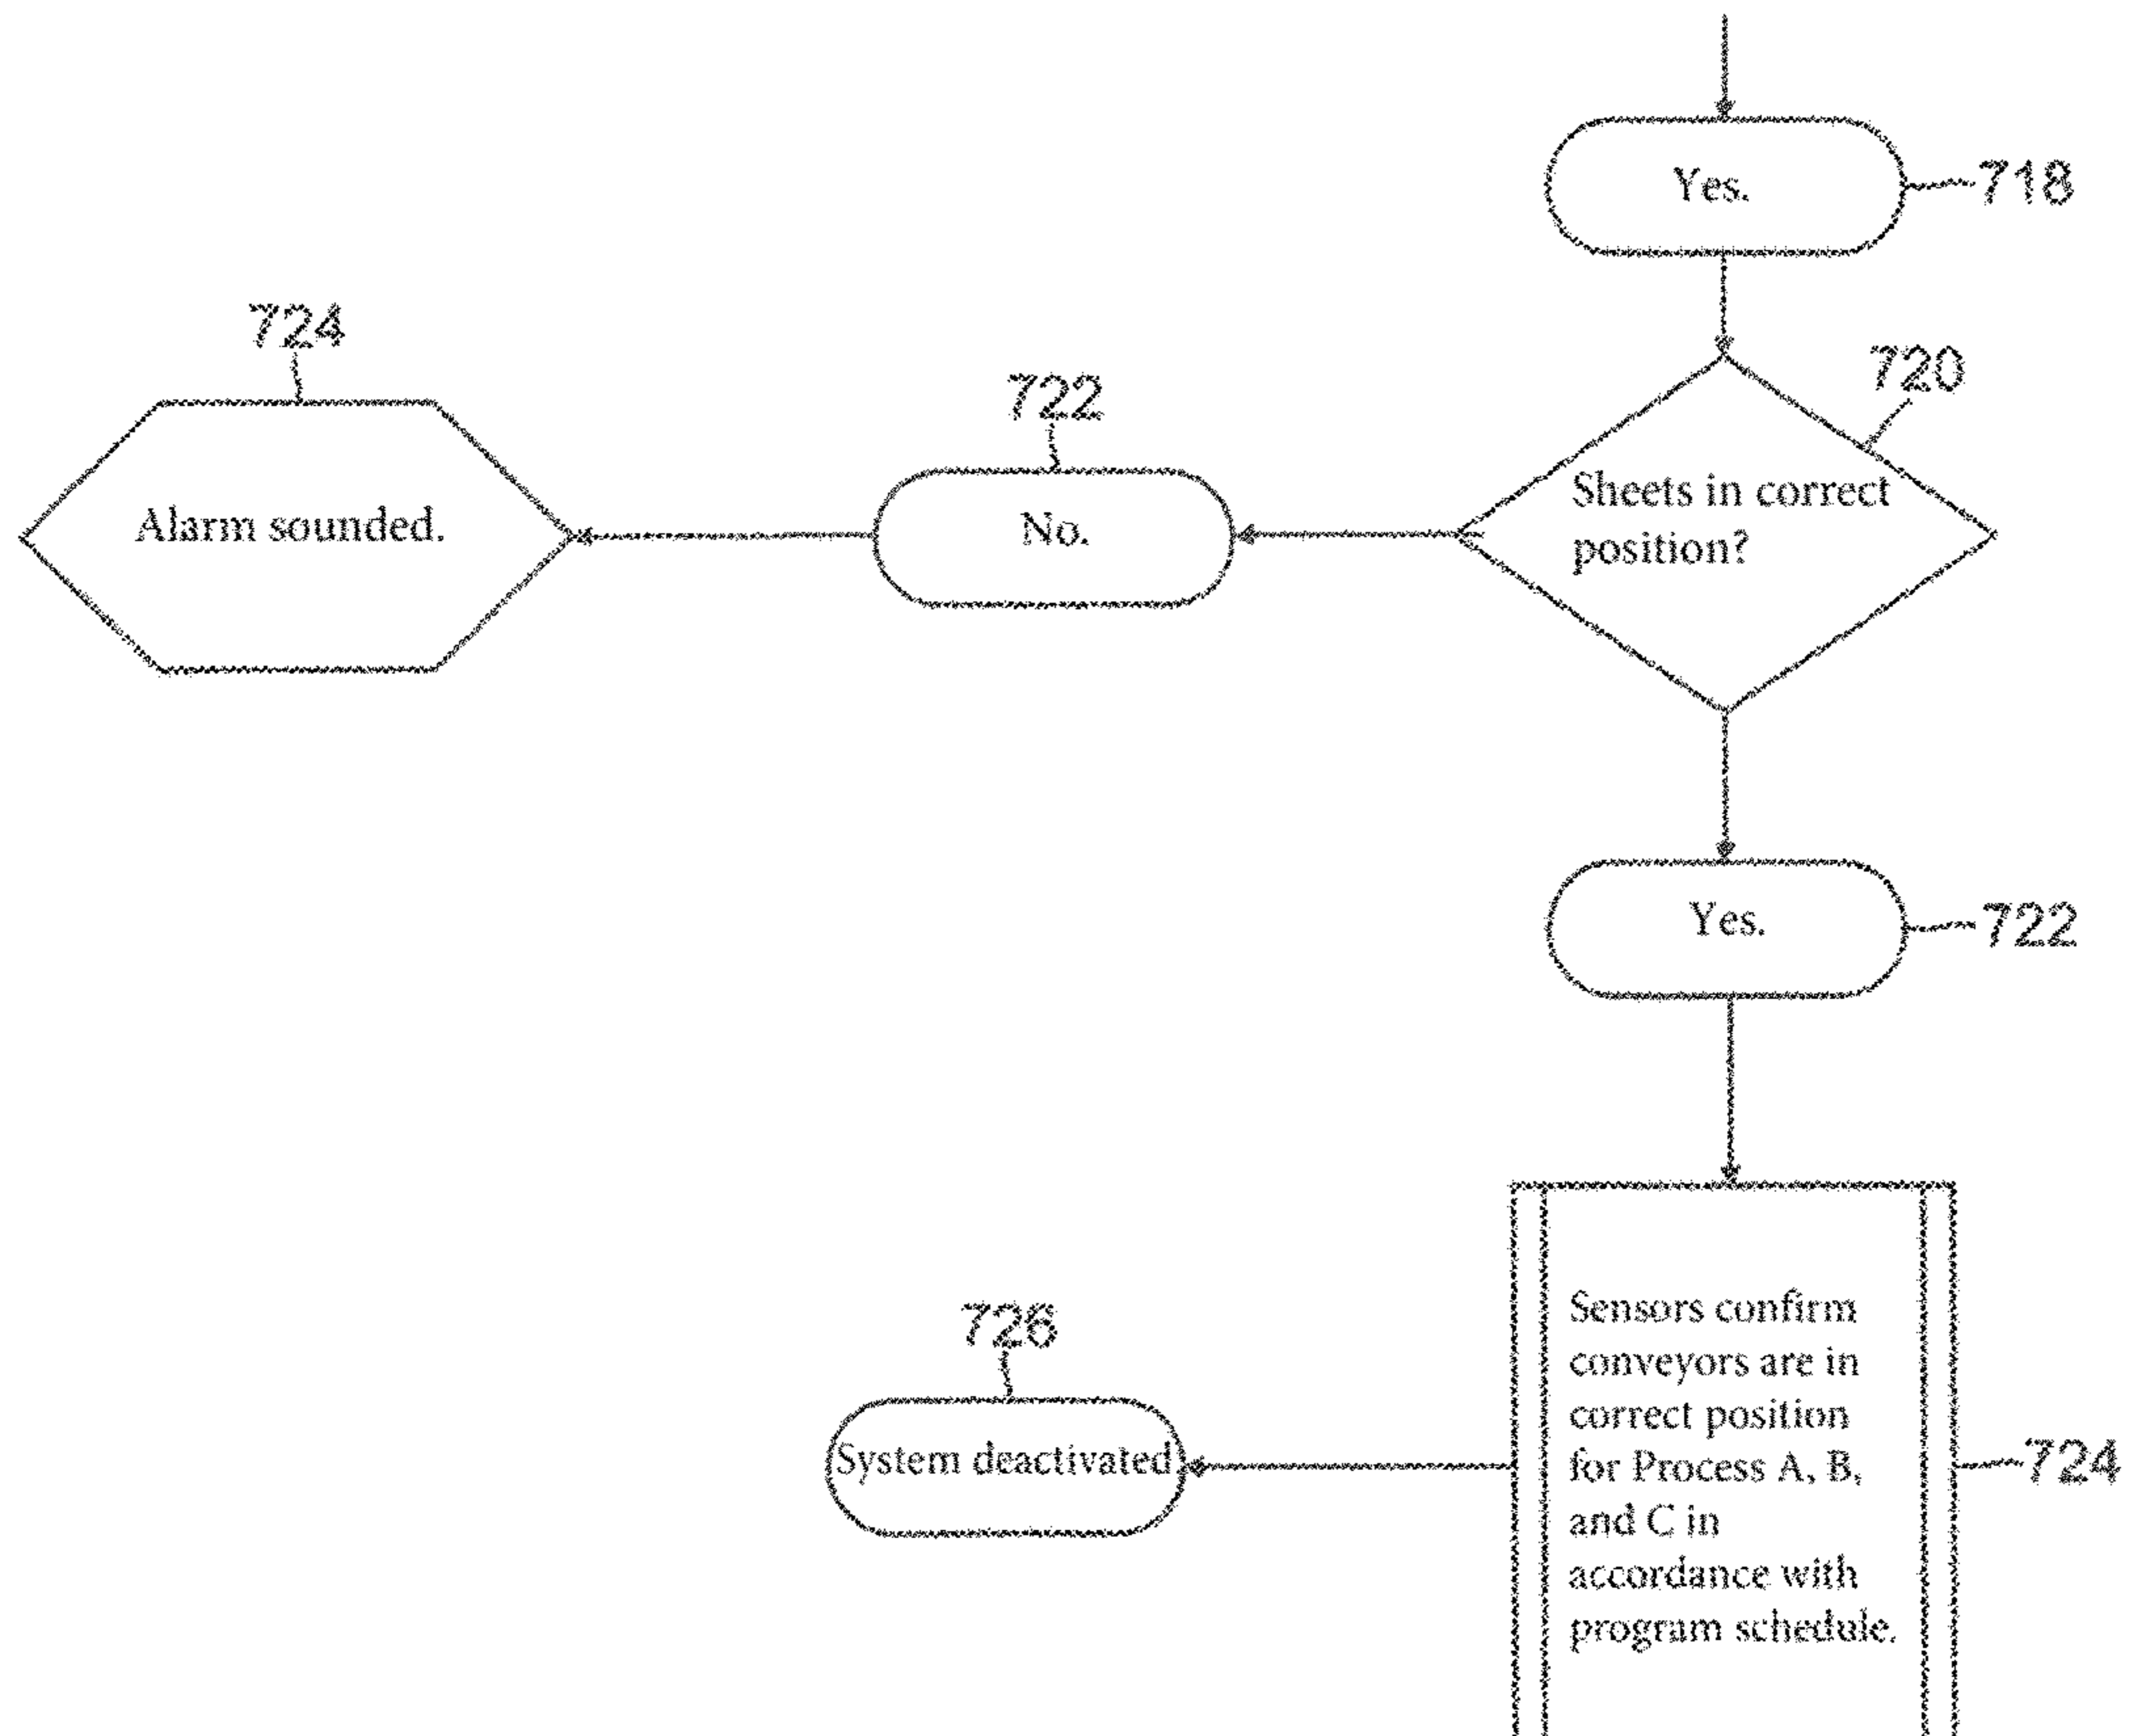 Yes.
718
724
722
720
Alarm sounded.
No.
Sheets in correct
position?
Yes.
722
726
System deactivated
Sensors confirm
conveyors are in
correct position
for Process A, B,
and C in
accordance with
program schedule.
724